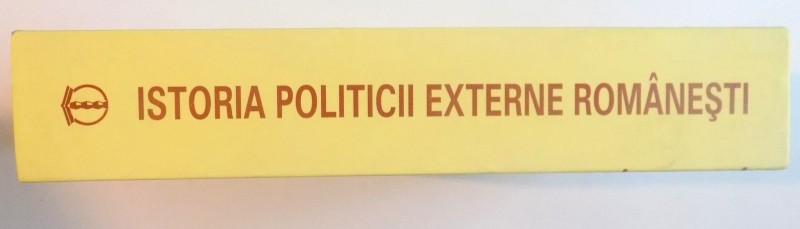 ISTORIA POLITICII EXTERNE ROMÂNEŞTI